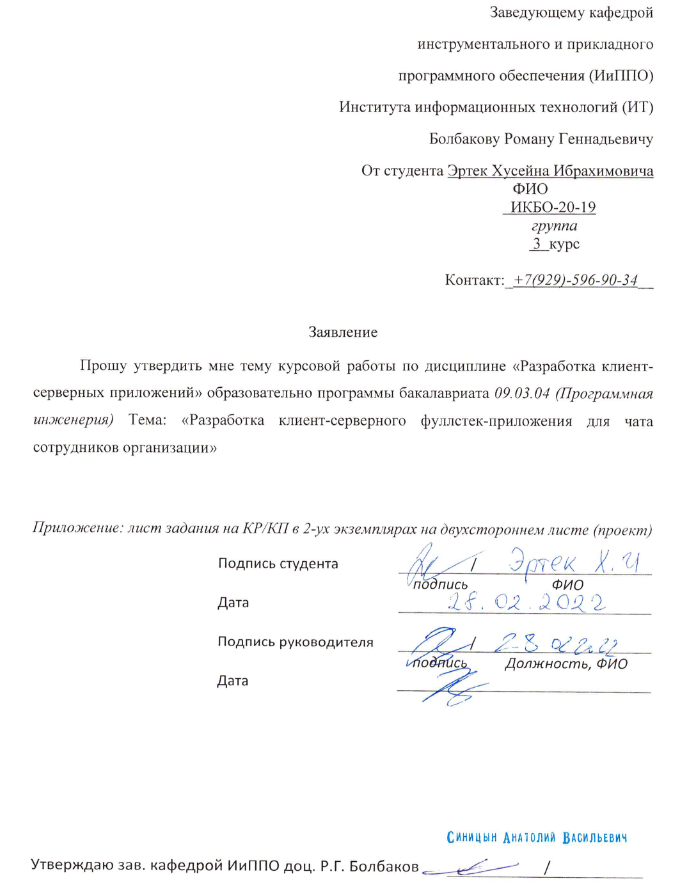 Заведующему кафедрой
инструментального и прикладного
программного обеспечения (ИиППО)
Института информационных технологий (ИТ)
Болбакову Роману Геннадьевичу
От студента Эртек Хусейна Ибрахимовича
ФИО
ИКБО-20-19
группа
3 курс
Контакт: +7(929)-596-90-34
Заявление
Прошу утвердить мне тему курсовой работы по дисциплине «Разработка клиент-
серверных приложений» образовательно программы бакалавриата 09.03.04 (Программная
инженерия) Тема: «Разработка клиент-серверного фуллстек-приложения для чата
сотрудников организации»
Приложение: лист задания на КР/КП в 2-ух экземплярах на двухстороннем листе (проект)
Подпись студента / Эртек Х.И
подпись ФИО
Дата 28.02.2022
Подпись руководителя /
подпись Должность, ФИО
Дата
Синицын Анатолий Васильевич
Утверждаю зав. кафедрой ИиППО доц. Р.Г. Болбаков /